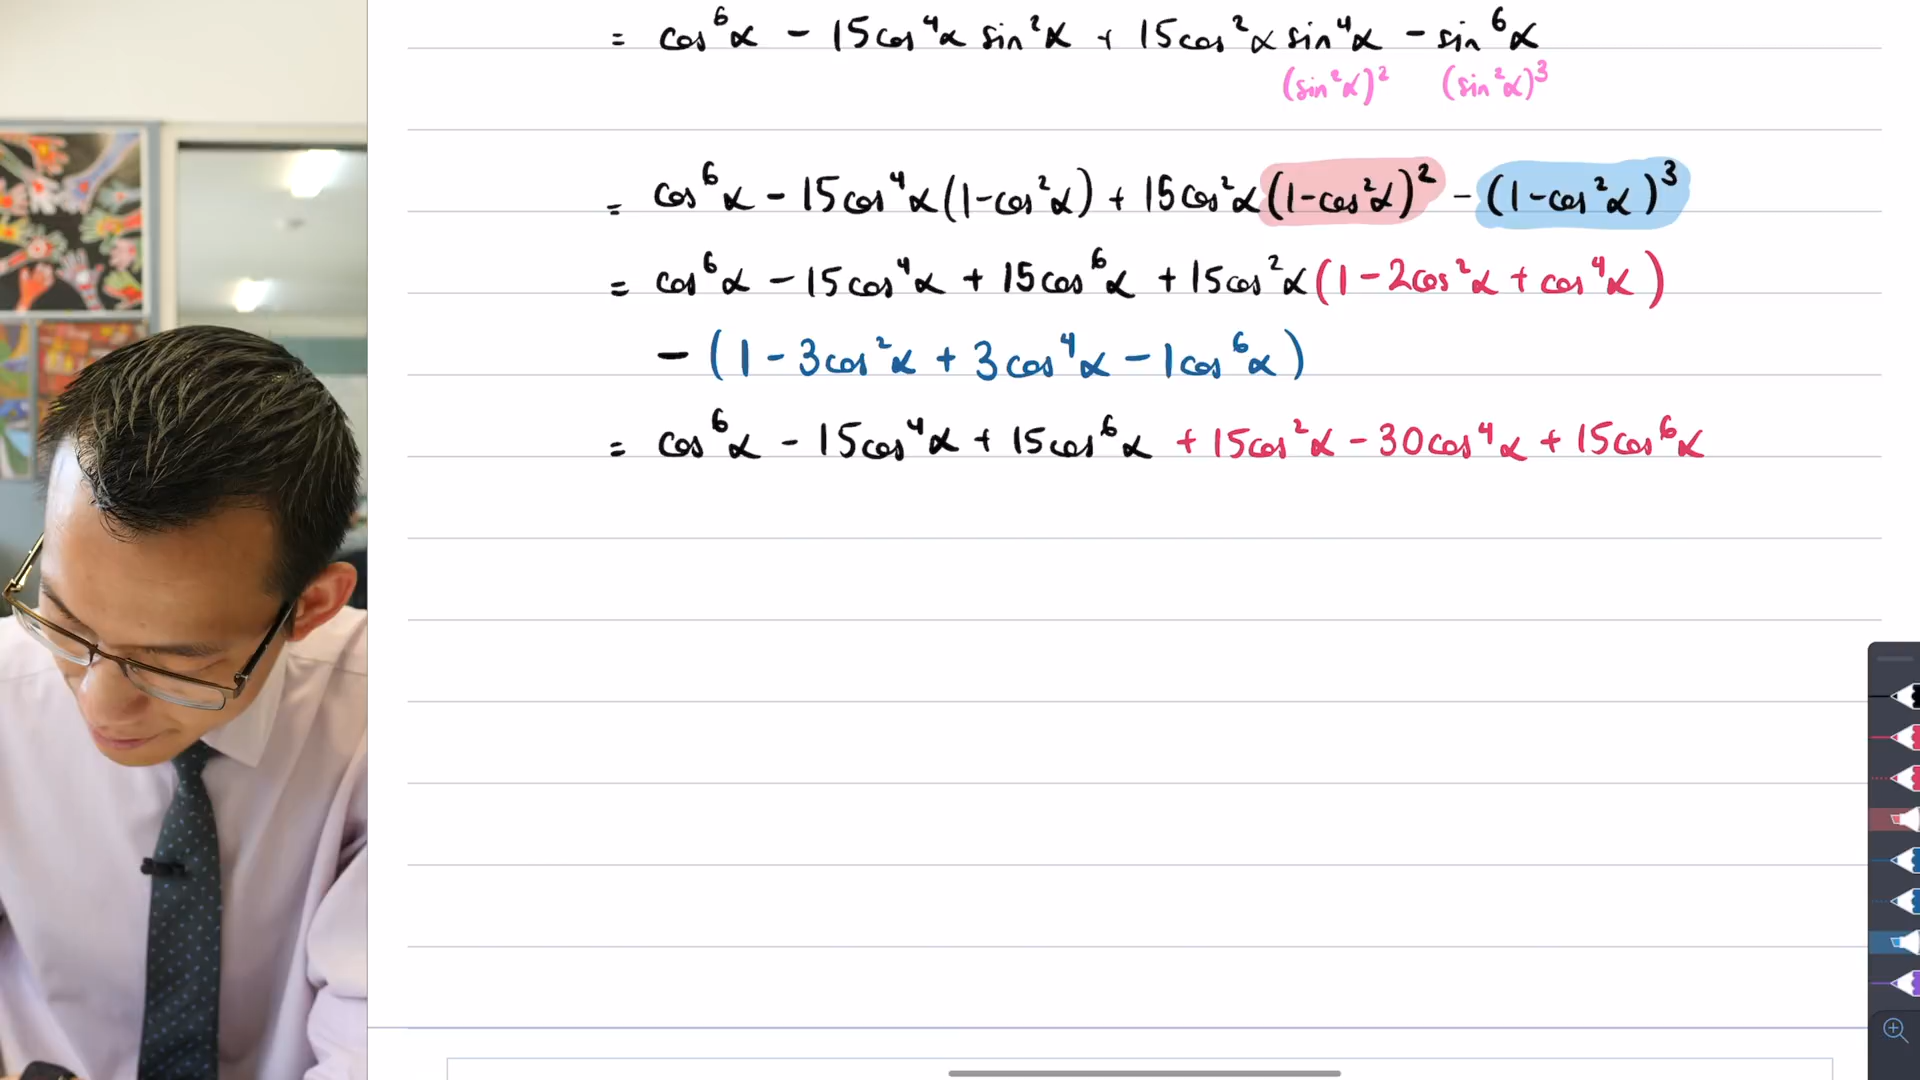 = cos⁶α − 15cos⁴α sin²α + 15cos²α sin⁴α − sin⁶α
(sin²α)² (sin²α)³
= cos⁶α − 15cos⁴α(1−cos²α) + 15cos²α(1−cos²α)² − (1−cos²α)³
= cos⁶α − 15cos⁴α + 15cos⁶α + 15cos²α(1−2cos²α + cos⁴α)
− (1 − 3cos²α + 3cos⁴α − 1cos⁶α)
= cos⁶α − 15cos⁴α + 15cos⁶α + 15cos²α − 30cos⁴α + 15cos⁶α